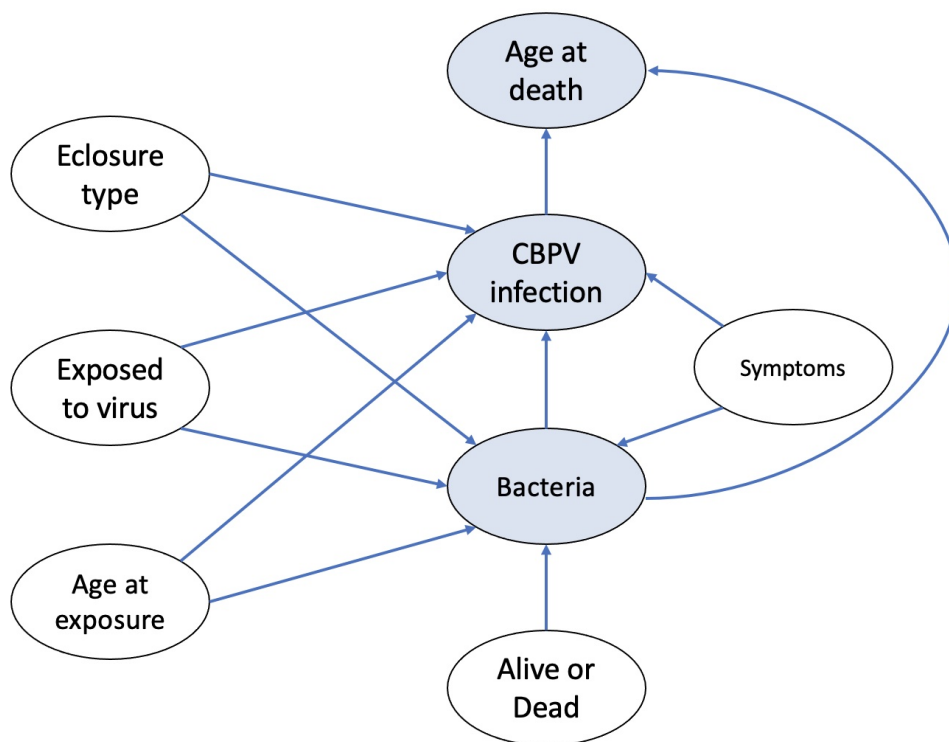 Age at
death
Eclosure
type
CBPV
infection
Exposed
to virus
Symptoms
Bacteria
Age at
exposure
Alive or
Dead